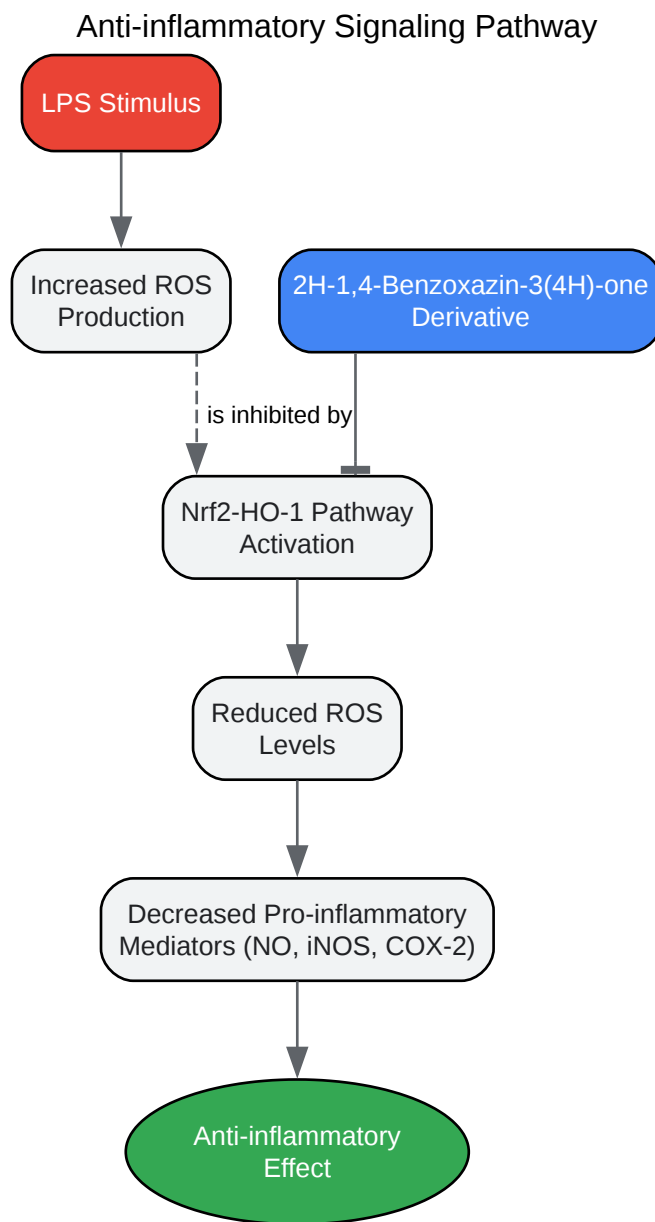 Anti-inflammatory Signaling Pathway
LPS Stimulus
Increased ROS
Production
2H-1,4-Benzoxazin-3(4H)-one
Derivative
is inhibited by
Nrf2-HO-1 Pathway
Activation
Reduced ROS
Levels
Decreased Pro-inflammatory
Mediators (NO, iNOS, COX-2)
Anti-inflammatory
Effect